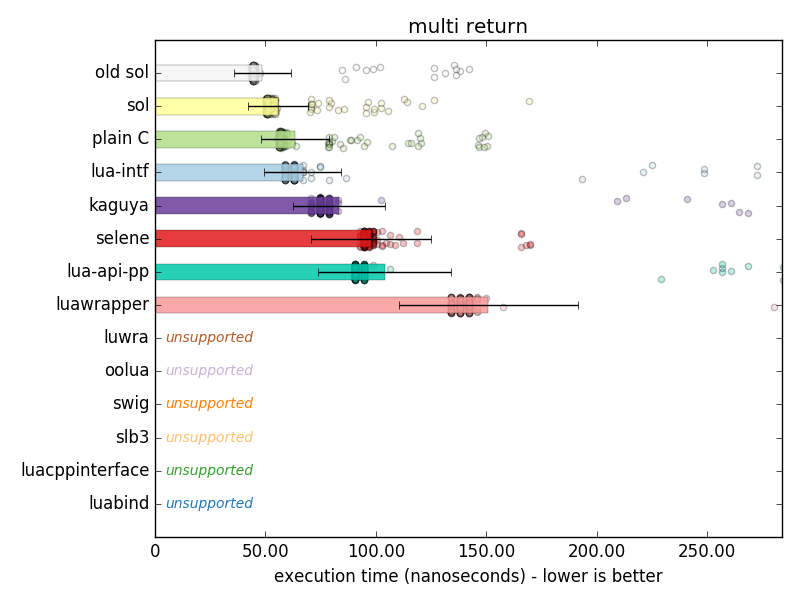 multi return
old sol
sol
plain C
lua-intf
kaguya
selene
lua-api-pp
luawrapper
luwra unsupported
oolua unsupported
swig unsupported
slb3 unsupported
luacppinterface unsupported
luabind unsupported
0 50.00 100.00 150.00 200.00 250.00
execution time (nanoseconds) - lower is better